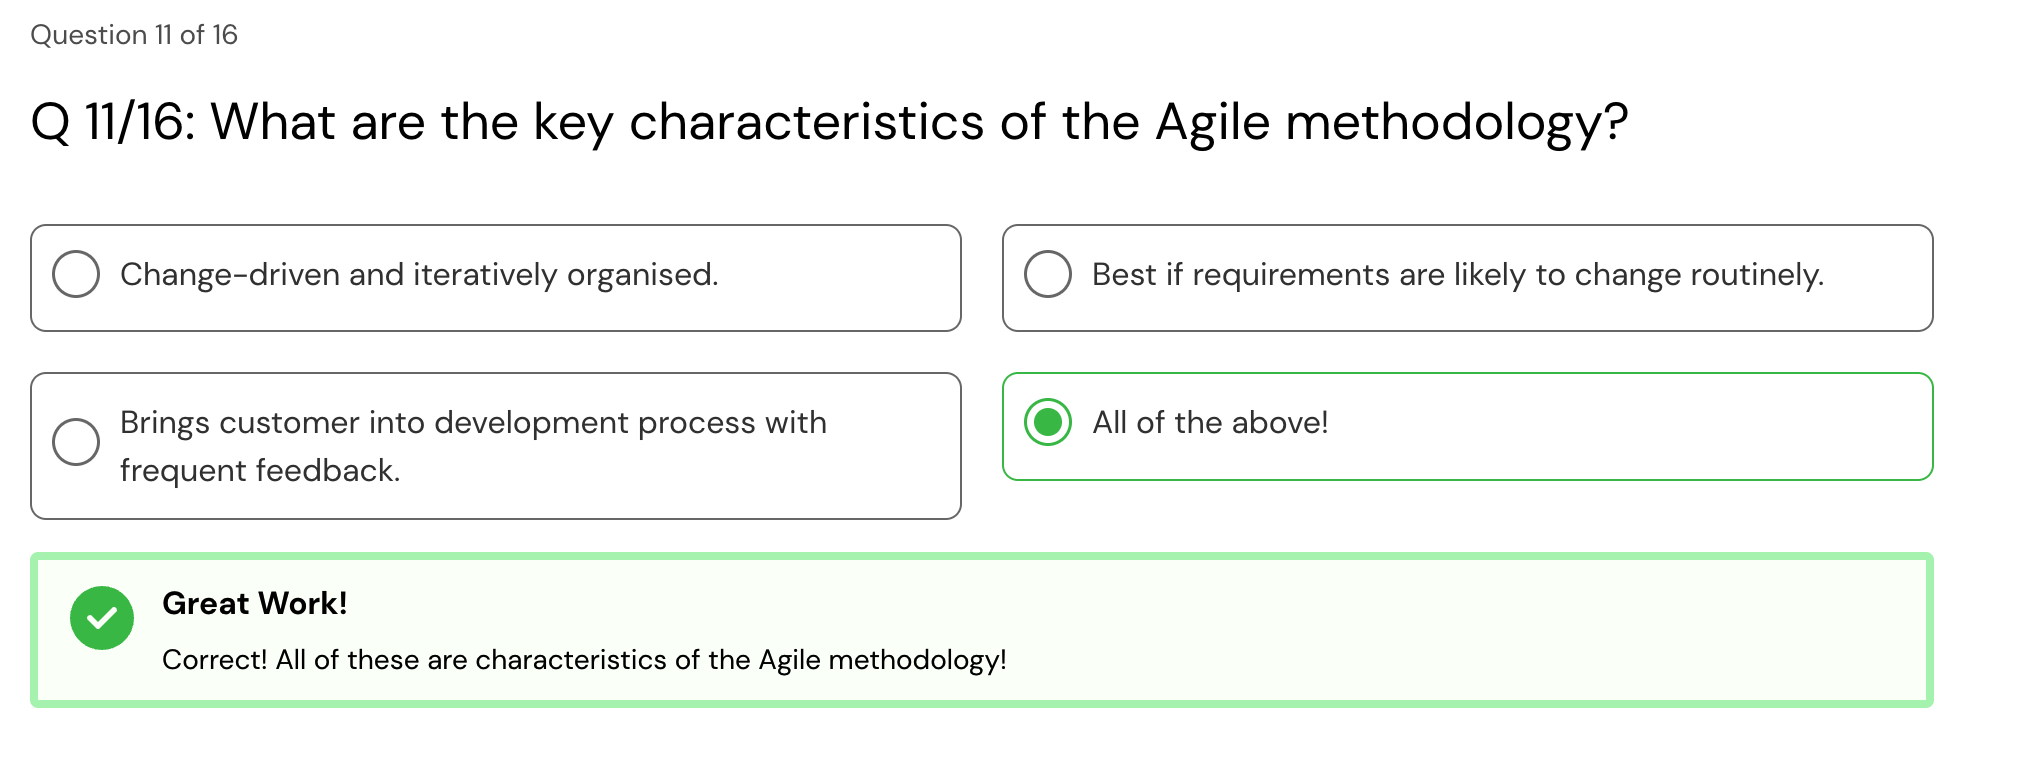 Question 11 of 16
Q 11/16: What are the key characteristics of the Agile methodology?
Change-driven and iteratively organised.
Best if requirements are likely to change routinely.
Brings customer into development process with
frequent feedback.
All of the above!
Great Work!
Correct! All of these are characteristics of the Agile methodology!